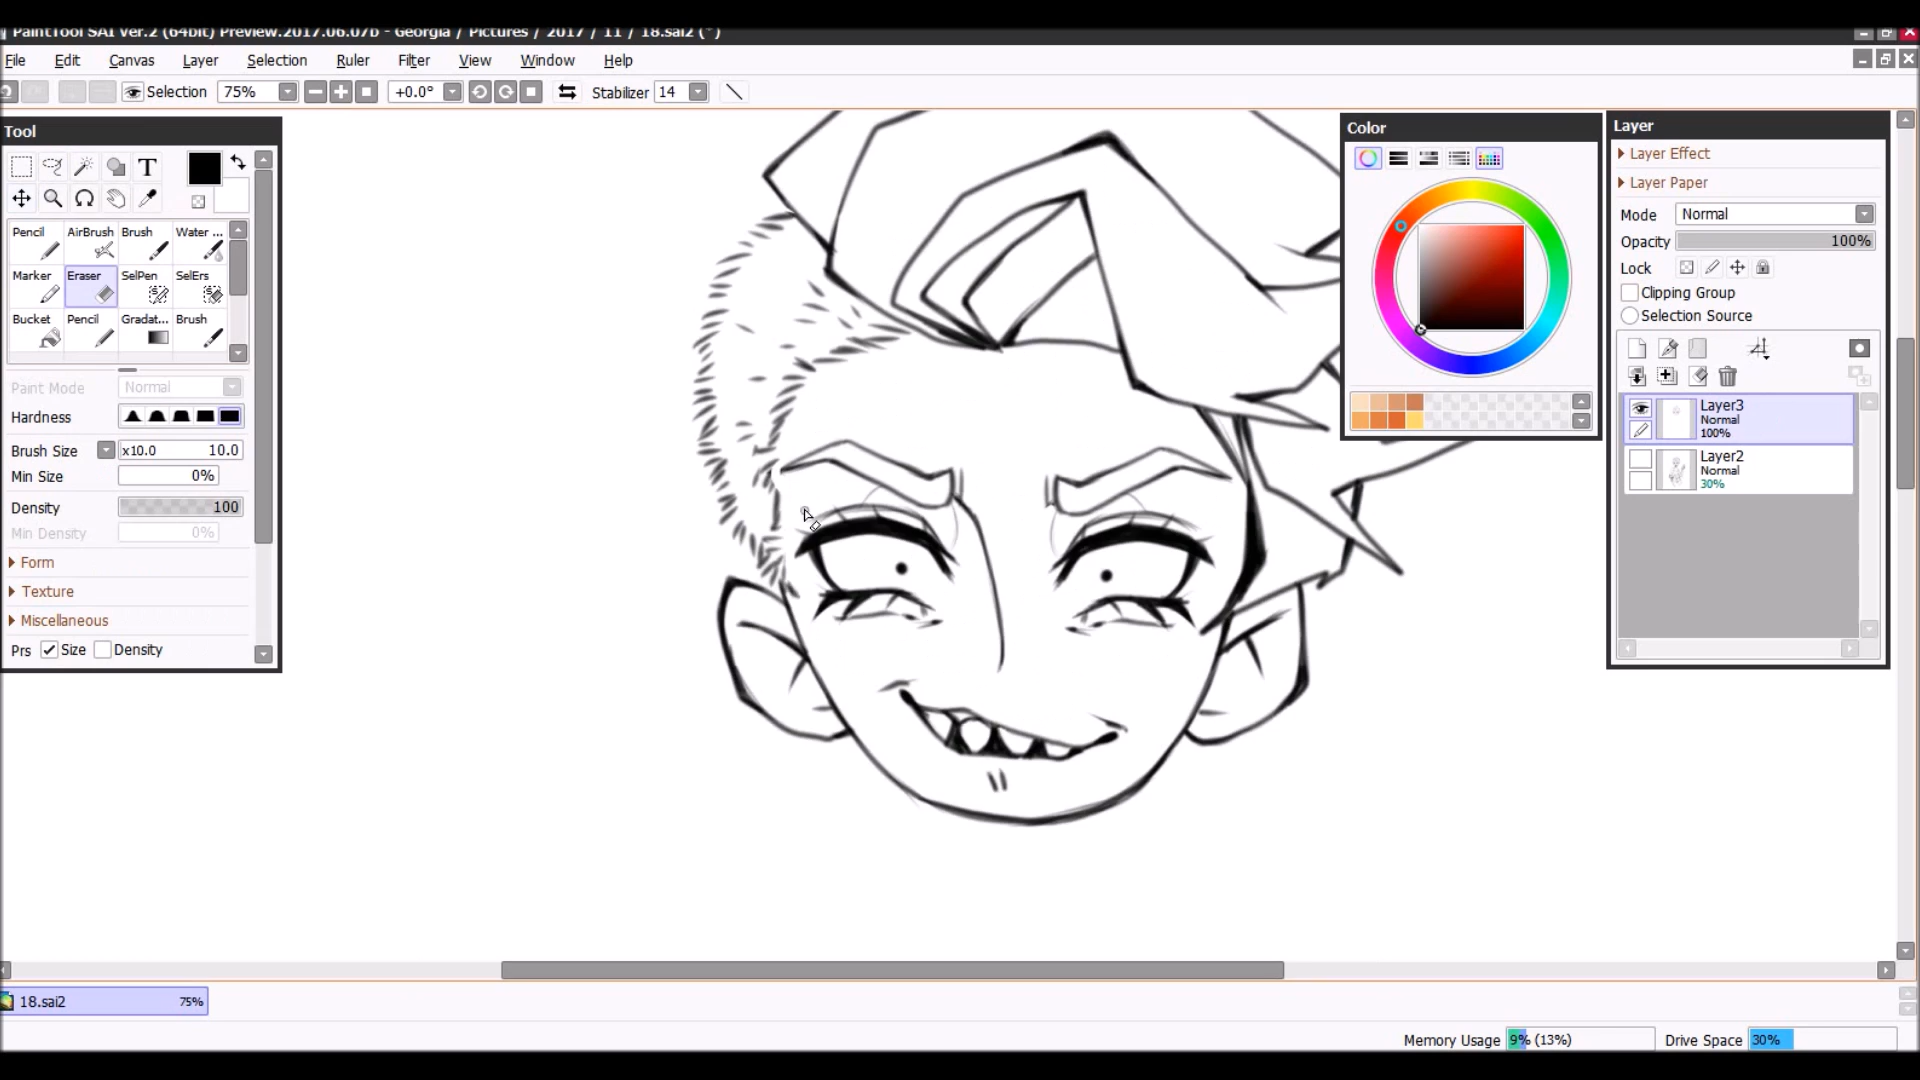 PaintTool SAI Ver.2 (64bit) Preview.2017.06.07b - Georgia / Pictures / 2017 / 11 / 18.sai2 (*)
File Edit Canvas Layer Selection Ruler Filter View Window Help
Selection 75% +0.0° Stabilizer 14
Tool
T
Pencil AirBrush Brush Water ...
Marker Eraser SelPen SelErs
Bucket Pencil Gradat... Brush
Paint Mode Normal
Hardness
Brush Size x10.0 10.0
Min Size 0%
Density 100
Min Density 0%
Form
Texture
Miscellaneous
Prs Size Density
Color
Layer
Layer Effect
Layer Paper
Mode Normal
Opacity 100%
Lock
Clipping Group
Selection Source
Layer3
Normal
100%
Layer2
Normal
30%
18.sai2 75%
Memory Usage 9% (13%) Drive Space 30%